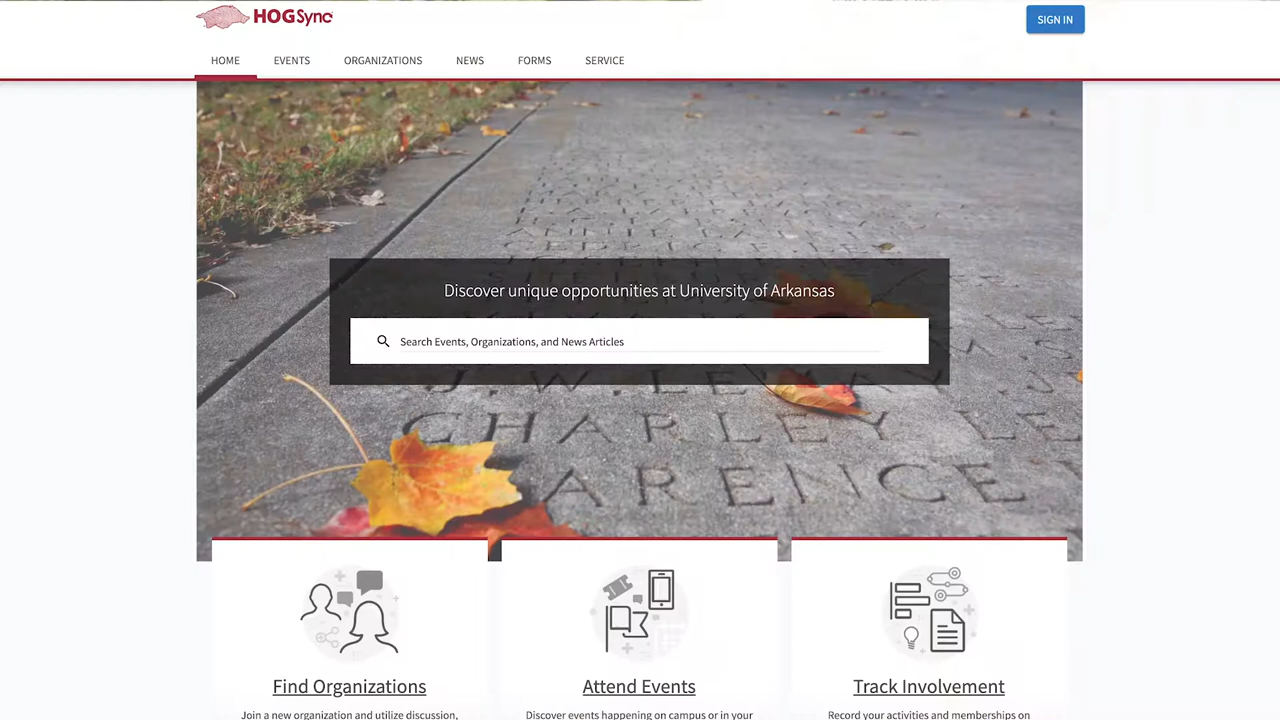 HOGSync
SIGN IN
HOME EVENTS ORGANIZATIONS NEWS FORMS SERVICE
Discover unique opportunities at University of Arkansas
Search Events, Organizations, and News Articles
CHARLEY LE
ARENCE
Find Organizations Attend Events Track Involvement
Join a new organization and utilize discussion, Discover events happening on campus or in your Record your activities and memberships on